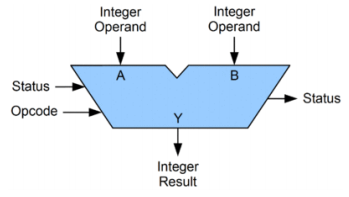 Integer
Operand
Integer
Operand
A
B
Status
Opcode
Status
Y
Integer
Result